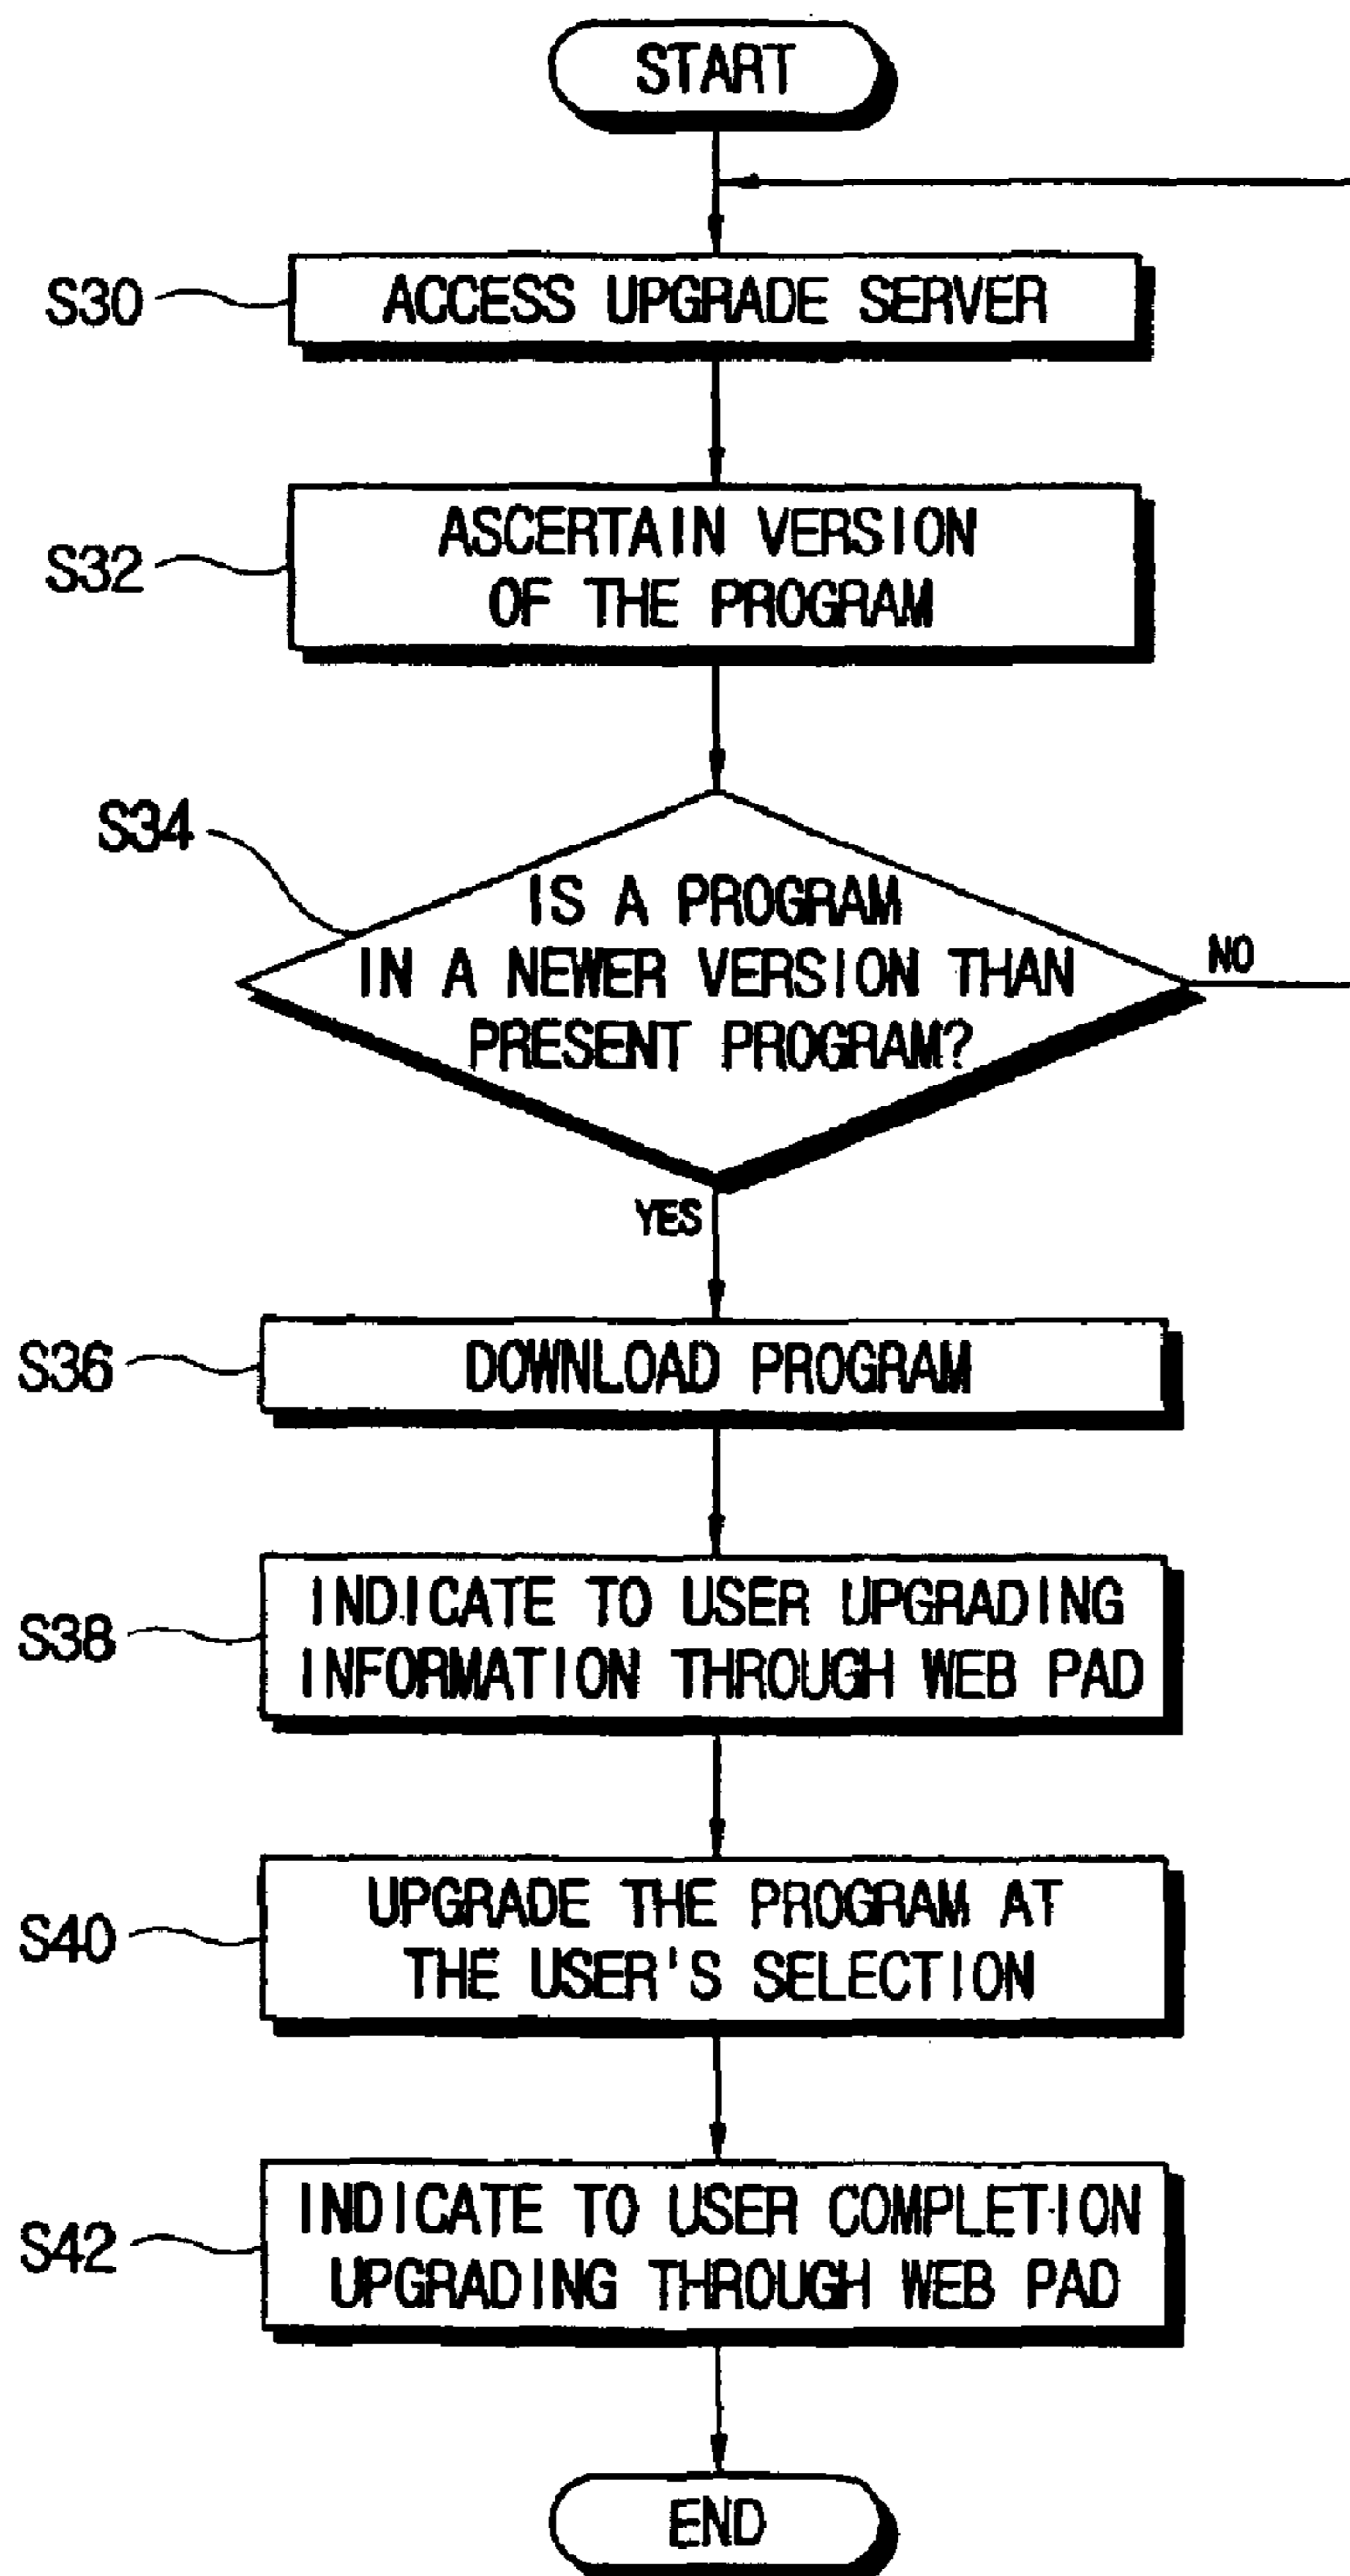 START
S30
ACCESS UPGRADE SERVER
S32
ASCERTAIN VERSION
OF THE PROGRAM
S34
IS A PROGRAM
IN A NEWER VERSION THAN
PRESENT PROGRAM?
NO
YES
S36
DOWNLOAD PROGRAM
S38
INDICATE TO USER UPGRADING
INFORMATION THROUGH WEB PAD
S40
UPGRADE THE PROGRAM AT
THE USER'S SELECTION
S42
INDICATE TO USER COMPLETION
UPGRADING THROUGH WEB PAD
END